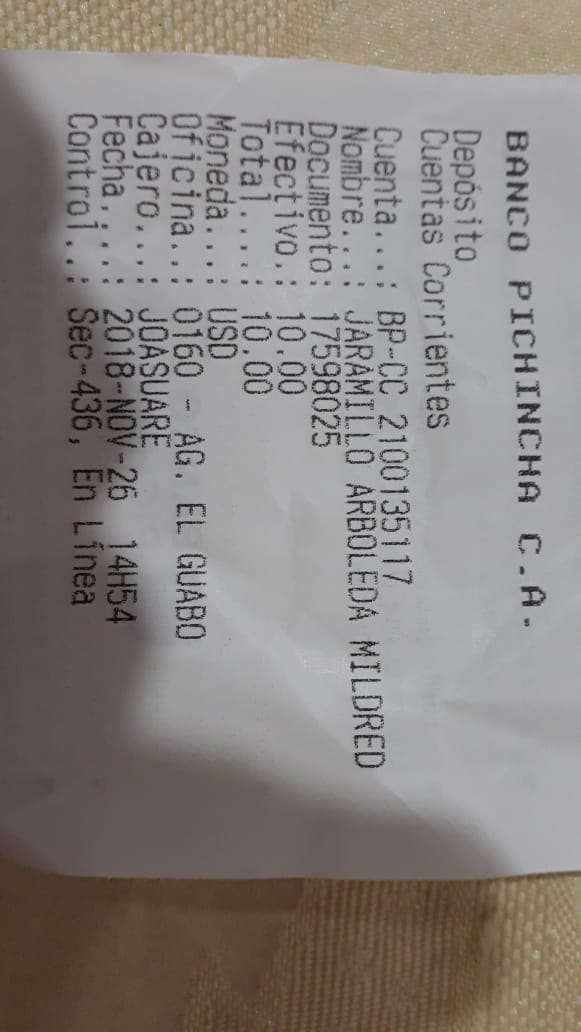 BANCO PICHINCHA C.A.
Depósito
Cuentas Corrientes
Cuenta...: BP-CC 2100135117
Nombre...: JARAMILLO ARBOLEDA MILDRED
Documento: 17598025
Efectivo.: 10.00
Total....: 10.00
Moneda...: USD
Oficina..: 0160 - AG. EL GUABO
Cajero...: JOASUARE
Fecha....: 2018-NOV-26 14H54
Control..: Sec-436, En Línea